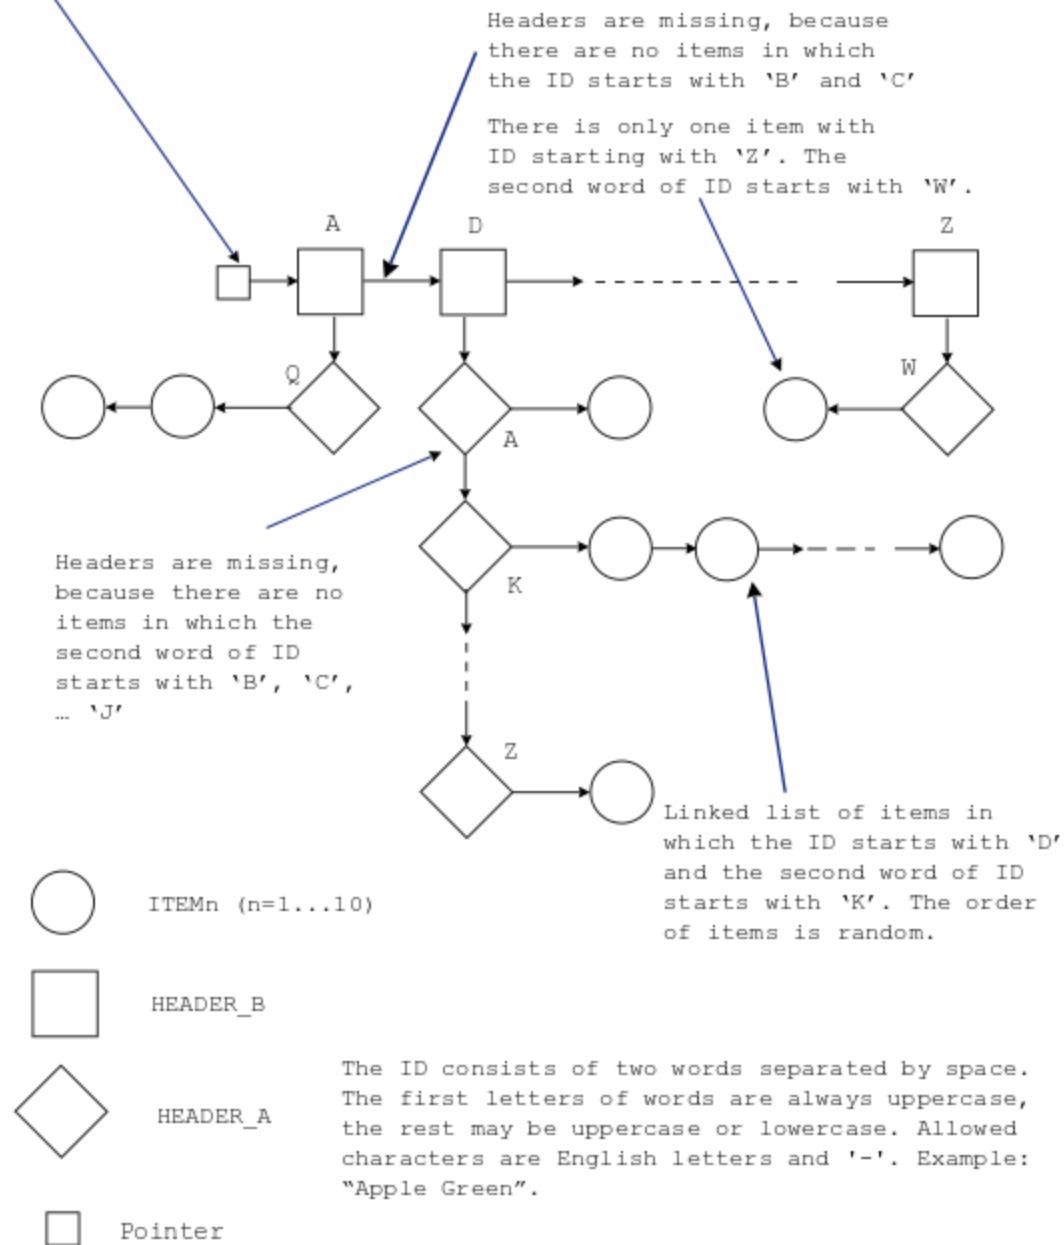 Headers are missing, because
there are no items in which
the ID starts with ‘B’ and ‘C’
There is only one item with
ID starting with ‘Z’. The
second word of ID starts with ‘W’.
A
D
Z
Q
A
W
K
Headers are missing,
because there are no
items in which the
second word of ID
starts with ‘B’, ‘C’,
… ‘J’
Z
Linked list of items in
which the ID starts with ‘D’
and the second word of ID
starts with ‘K’. The order
of items is random.
ITEMn (n=1...10)
HEADER_B
HEADER_A
The ID consists of two words separated by space.
The first letters of words are always uppercase,
the rest may be uppercase or lowercase. Allowed
characters are English letters and '-'. Example:
“Apple Green”.
Pointer